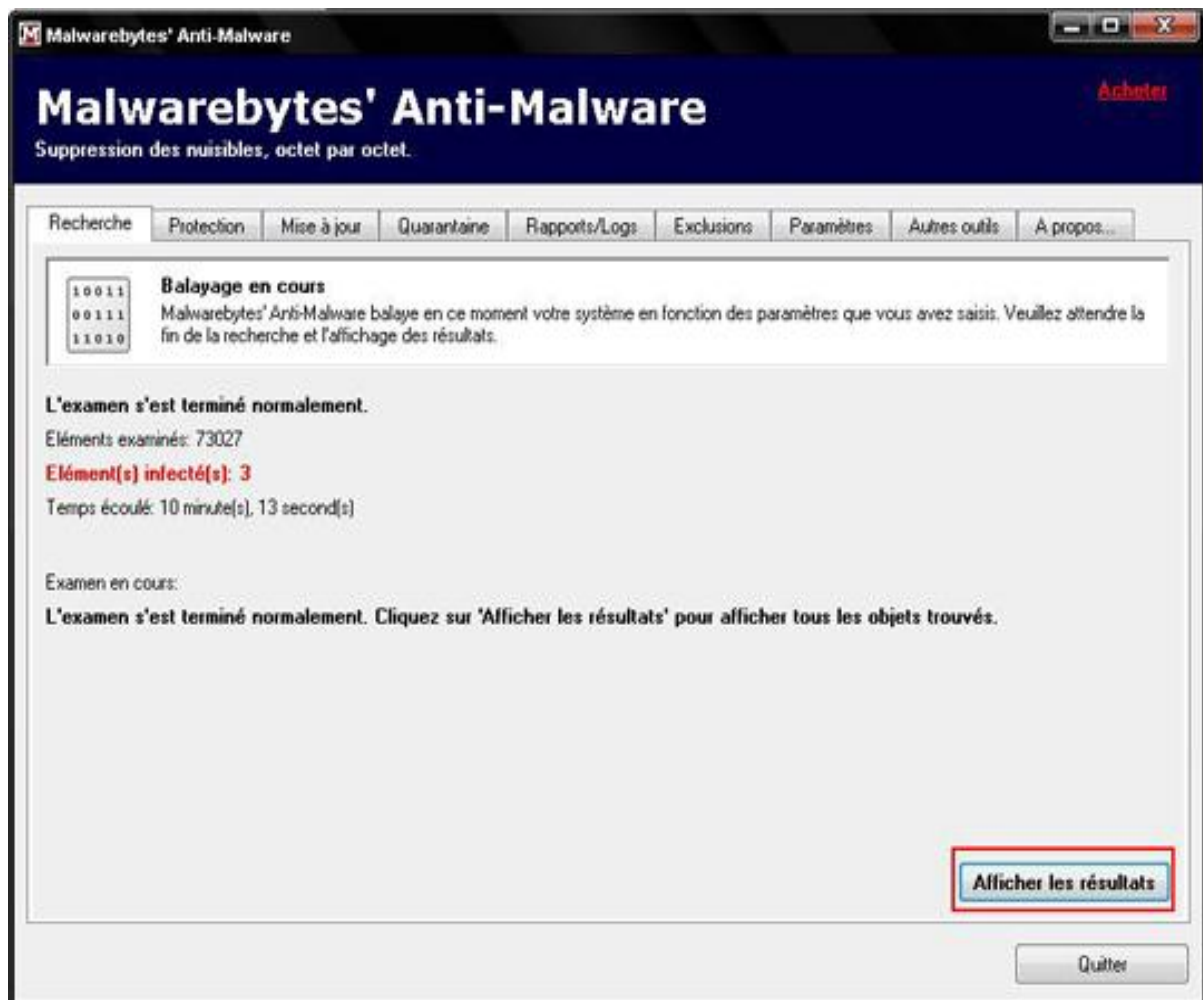 Malwarebytes' Anti-Malware
Malwarebytes' Anti-Malware
Acheter
Suppression des nuisibles, octet par octet.
Recherche Protection Mise à jour Quarantaine Rapports/Logs Exclusions Paramètres Autres outils A propos...
10011
00111
11010
Balayage en cours
Malwarebytes' Anti-Malware balaye en ce moment votre système en fonction des paramètres que vous avez saisis. Veuillez attendre la
fin de la recherche et l'affichage des résultats.
L'examen s'est terminé normalement.
Eléments examinés: 73027
Elément(s) infecté(s): 3
Temps écoulé: 10 minute(s), 13 second(s)
Examen en cours:
L'examen s'est terminé normalement. Cliquez sur 'Afficher les résultats' pour afficher tous les objets trouvés.
Afficher les résultats
Quitter